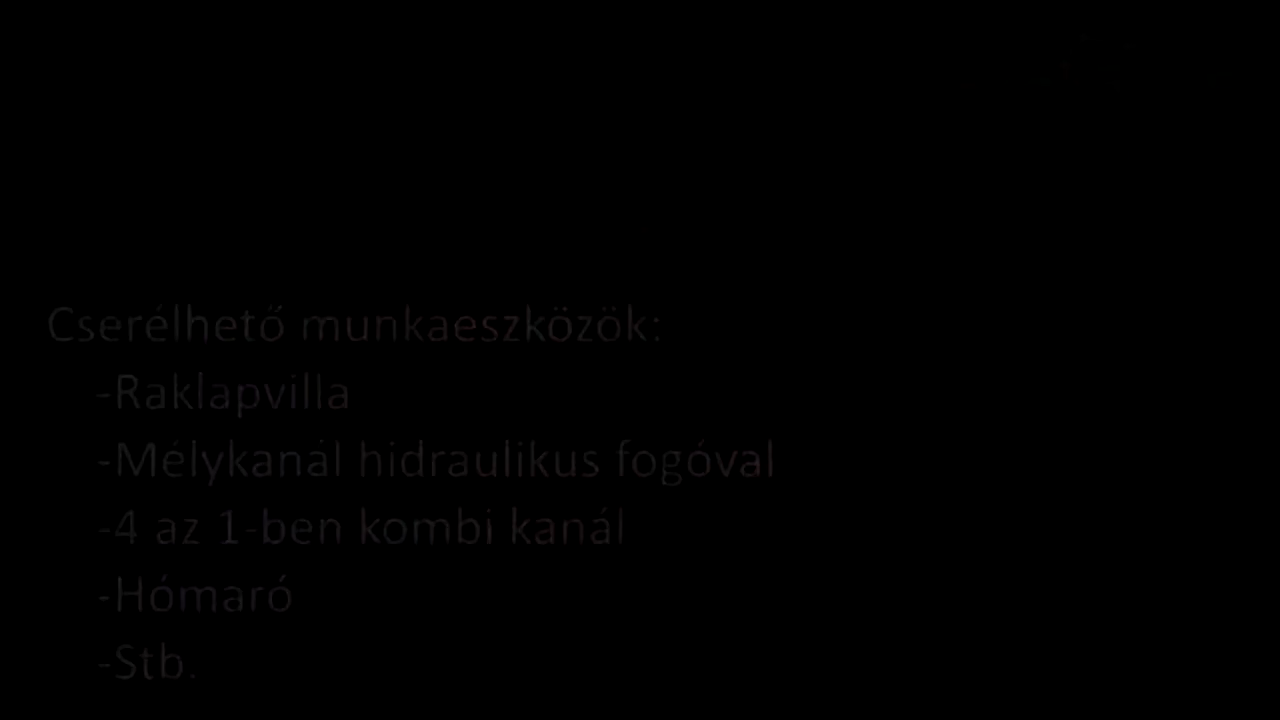 Cserélhető munkaeszközök:
-Raklapvilla
-Mélykanál hidraulikus fogóval
-4 az 1-ben kombi kanál
-Hómaró
-Stb.